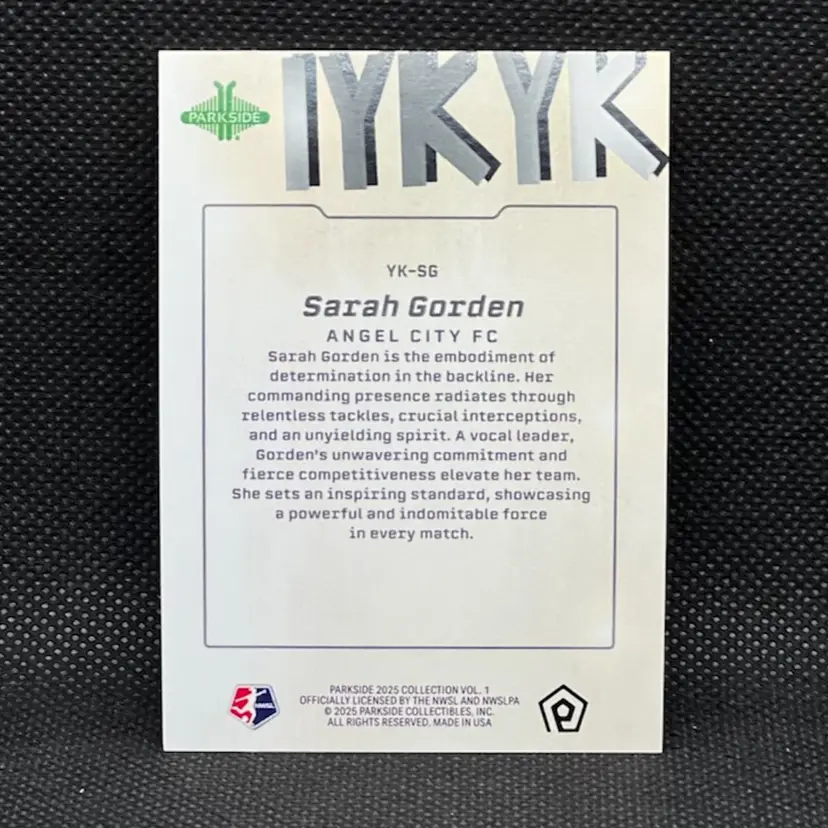 IYKYK
PARKSIDE
YK-SG
Sarah Gorden
ANGEL CITY FC
Sarah Gorden is the embodiment of
determination in the backline. Her
commanding presence radiates through
relentless tackles, crucial interceptions,
and an unyielding spirit. A vocal leader,
Gorden's unwavering commitment and
fierce competitiveness elevate her team.
She sets an inspiring standard, showcasing
a powerful and indomitable force
in every match.
NWSL
PARKSIDE 2025 COLLECTION VOL. 1
OFFICIALLY LICENSED BY THE NWSL AND NWSLPA
© 2025 PARKSIDE COLLECTIBLES, INC.
ALL RIGHTS RESERVED. MADE IN USA